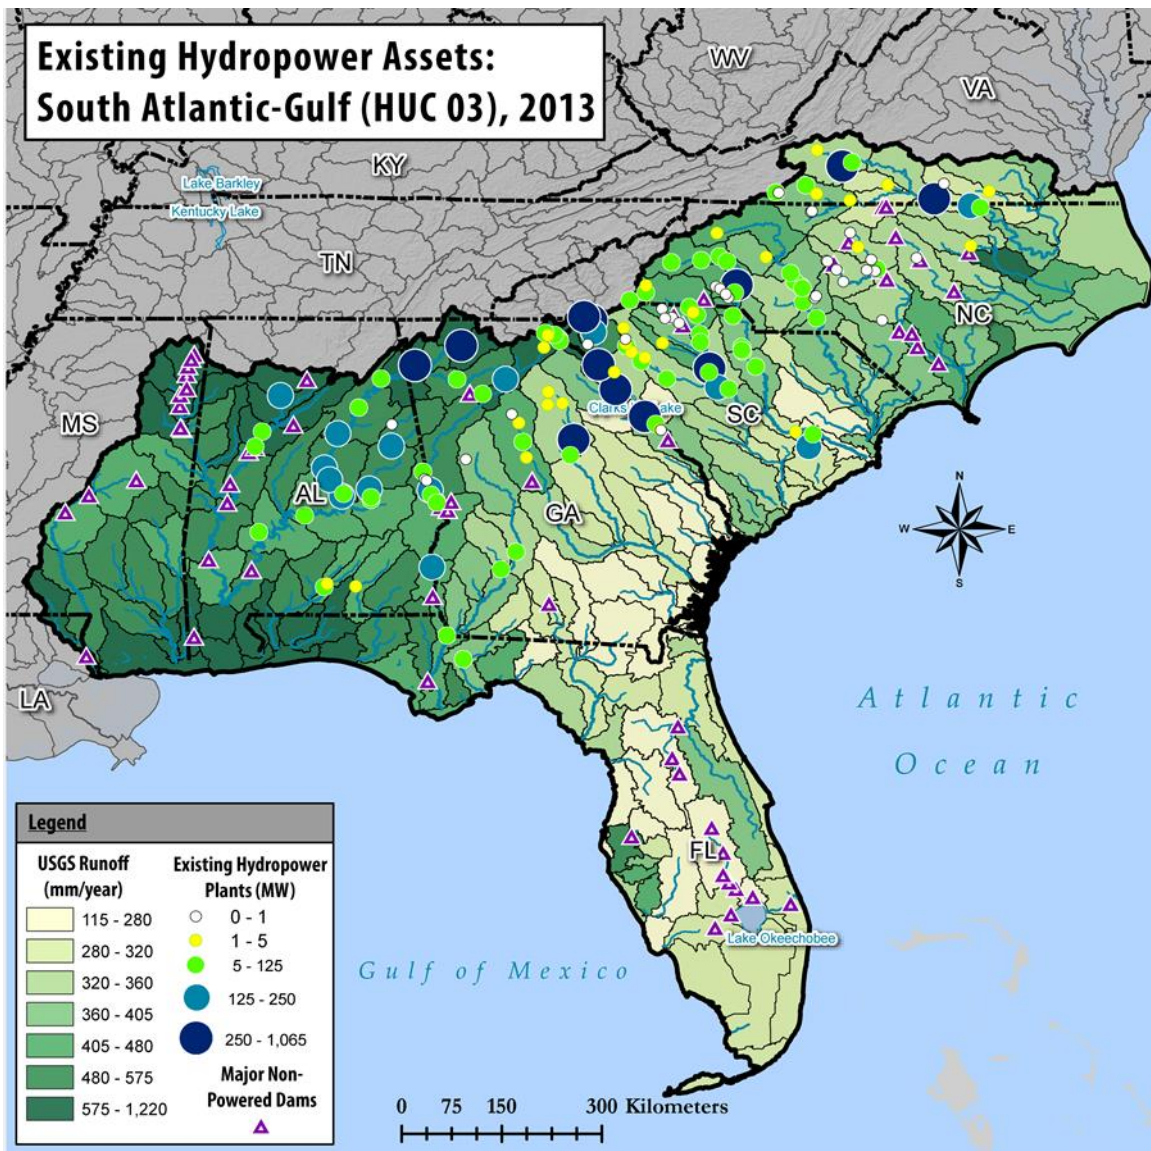 Existing Hydropower Assets:
South Atlantic-Gulf (HUC 03), 2013
WV
VA
KY
Lake Barkley
Kentucky Lake
TN
NC
MS
Clarks
ke
SC
AL
GA
N
W
E
S
LA
Atlantic
Ocean
FL
Lake Okeechobee
Gulf of Mexico
Legend
USGS Runoff
(mm/year)
115 - 280
280 - 320
320 - 360
360 - 405
405 - 480
480 - 575
575 - 1,220
Existing Hydropower
Plants (MW)
0 - 1
1 - 5
5 - 125
125 - 250
250 - 1,065
Major Non-
Powered Dams
0 75 150 300 Kilometers